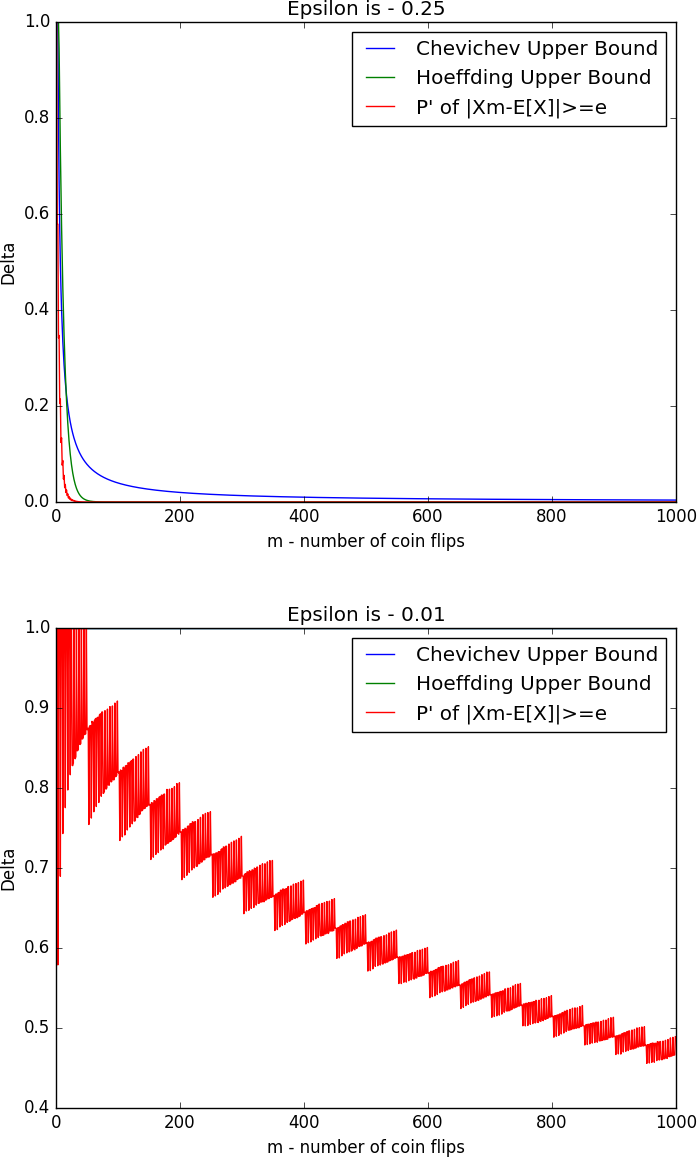 Epsilon is - 0.25
1.0
Chevichev Upper Bound
Hoeffding Upper Bound
P' of |Xm-E[X]|>=e
0.8
0.6
Delta
0.4
0.2
0.0
0 200 400 600 800 1000
m - number of coin flips
Epsilon is - 0.01
1.0
Chevichev Upper Bound
Hoeffding Upper Bound
P' of |Xm-E[X]|>=e
0.9
0.8
Delta
0.7
0.6
0.5
0.4
0 200 400 600 800 1000
m - number of coin flips